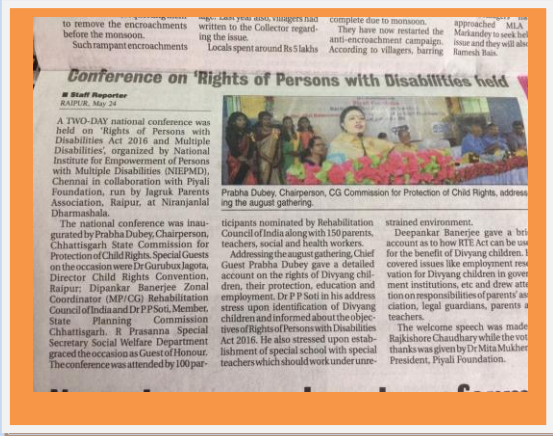 to remove the encroachments
before the monsoon.
Such rampant encroachments
Last year also, villagers had
written to the Collector regard-
ing the issue.
Locals spent around Rs 5 lakhs
complete due to monsoon.
They have now restarted the
anti-encroachment campaign.
According to villagers, barring
approached MLA
Markandey to seek hel
issue and they will also
Ramesh Bais.
Conference on 'Rights of Persons with Disabilities held
■ Staff Reporter
RAIPUR, May 24
A TWO-DAY national conference was
held on 'Rights of Persons with
Disabilities Act 2016 and Multiple
Disabilities', organized by National
Institute for Empowerment of Persons
with Multiple Disabilities (NIEPMD),
Chennai in collaboration with Piyali
Foundation, run by Jagruk Parents
Association, Raipur, at Niranjanlal
Dharmashala.
The national conference was inau-
gurated by Prabha Dubey, Chairperson,
Chhattisgarh State Commission for
Protection of Child Rights. Special Guests
on the occasion were Dr Gurubux Jagota,
Director Child Rights Convention,
Raipur; Dipankar Banerjee Zonal
Coordinator (MP/CG) Rehabilitation
Council of India and Dr P P Soti, Member,
State Planning Commission
Chhattisgarh. R Prasanna Special
Secretary Social Welfare Department
graced the occasion as Guest of Honour.
The conference was attended by 100 par-
Prabha Dubey, Chairperson, CG Commission for Protection of Child Rights, address
ing the august gathering.
ticipants nominated by Rehabilitation
Council of India along with 150 parents,
teachers, social and health workers.
Addressing the august gathering, Chief
Guest Prabha Dubey gave a detailed
account on the rights of Divyang chil-
dren, their protection, education and
employment. Dr P P Soti in his address
stress upon identification of Divyang
children and informed about the objec-
tives of Rights of Persons with Disabilities
Act 2016. He also stressed upon estab-
lishment of special school with special
teachers which should work under unre-
strained environment.
Deepankar Banerjee gave a bri
account as to how RTE Act can be us
for the benefit of Divyang children.
covered issues like employment res
vation for Divyang children in gover
ment institutions, etc and drew atte
tion on responsibilities of parents' as
ciation, legal guardians, parents a
teachers.
The welcome speech was made
Rajkishore Chaudhary while the vot
thanks was given by Dr Mita Mukher
President, Piyali Foundation.